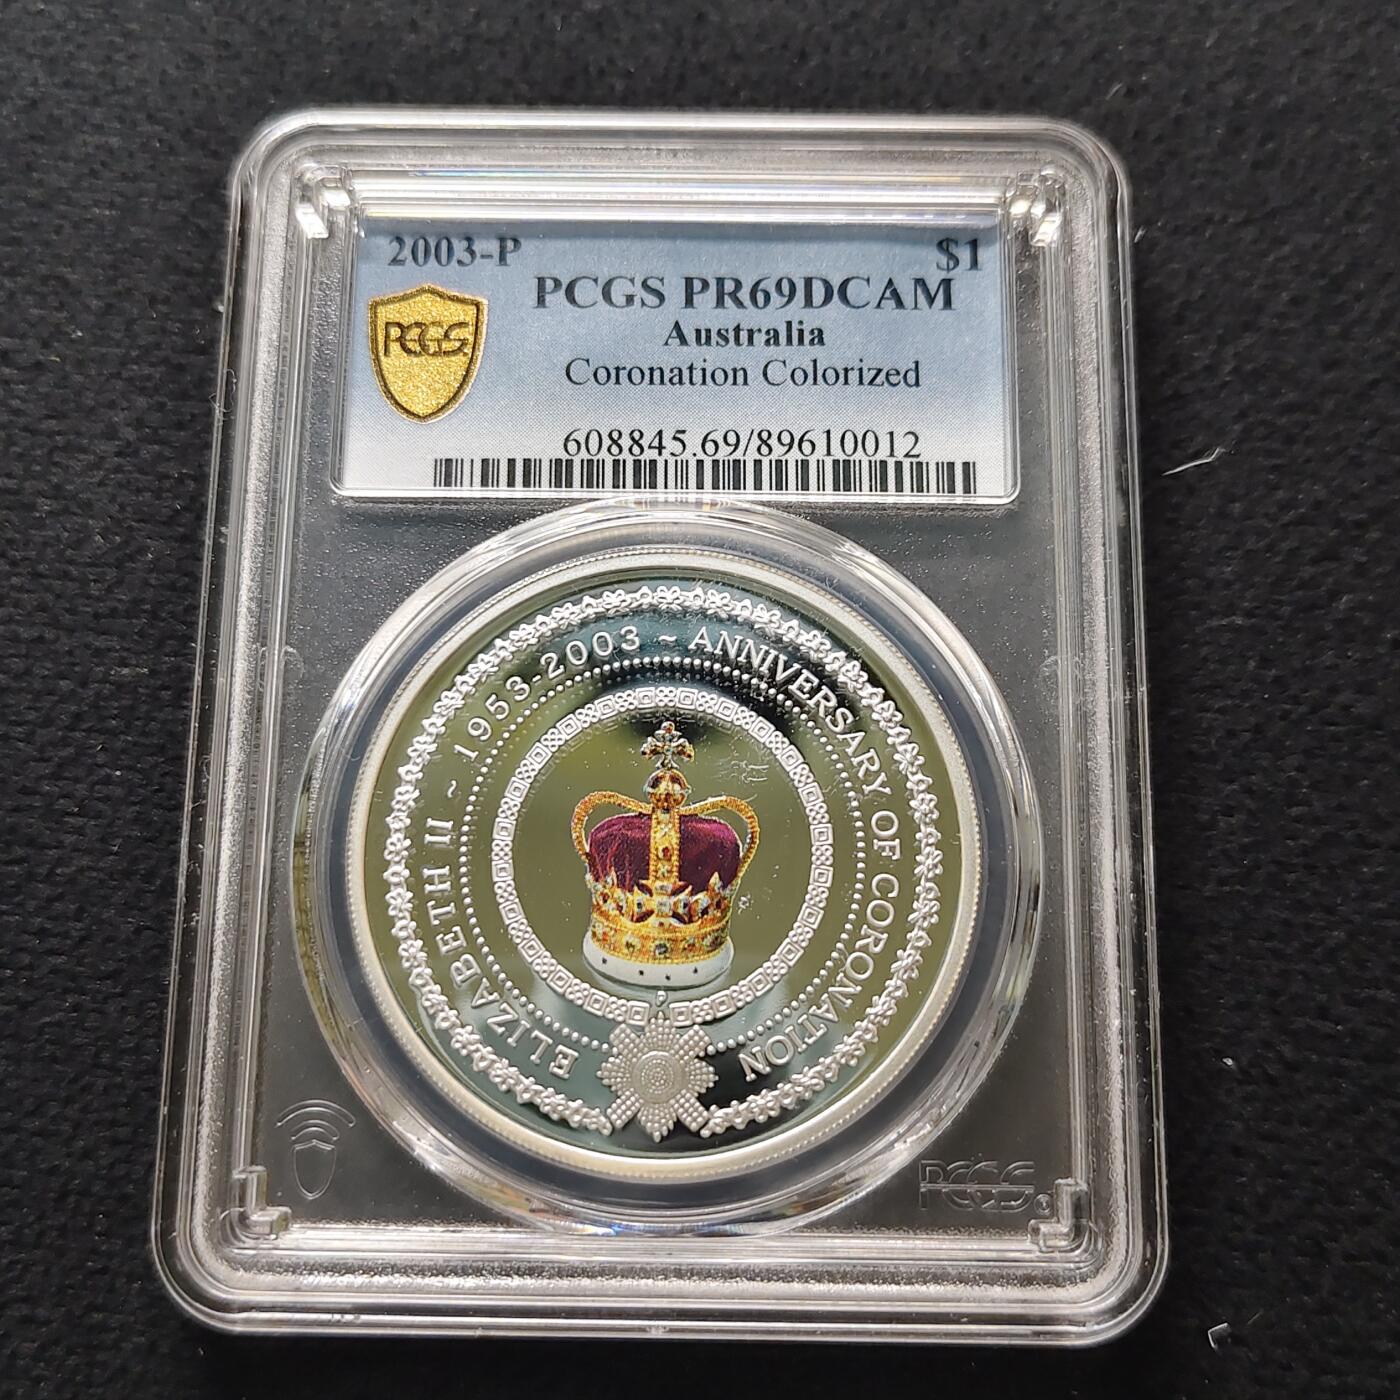 2003-P $1
PCGS PR69DCAM
Australia
Coronation Colorized
608845.69/89610012
PCGS
ELIZABETH II ~ 1953-2003 ~ ANNIVERSARY OF CORONATION
P
PCGS